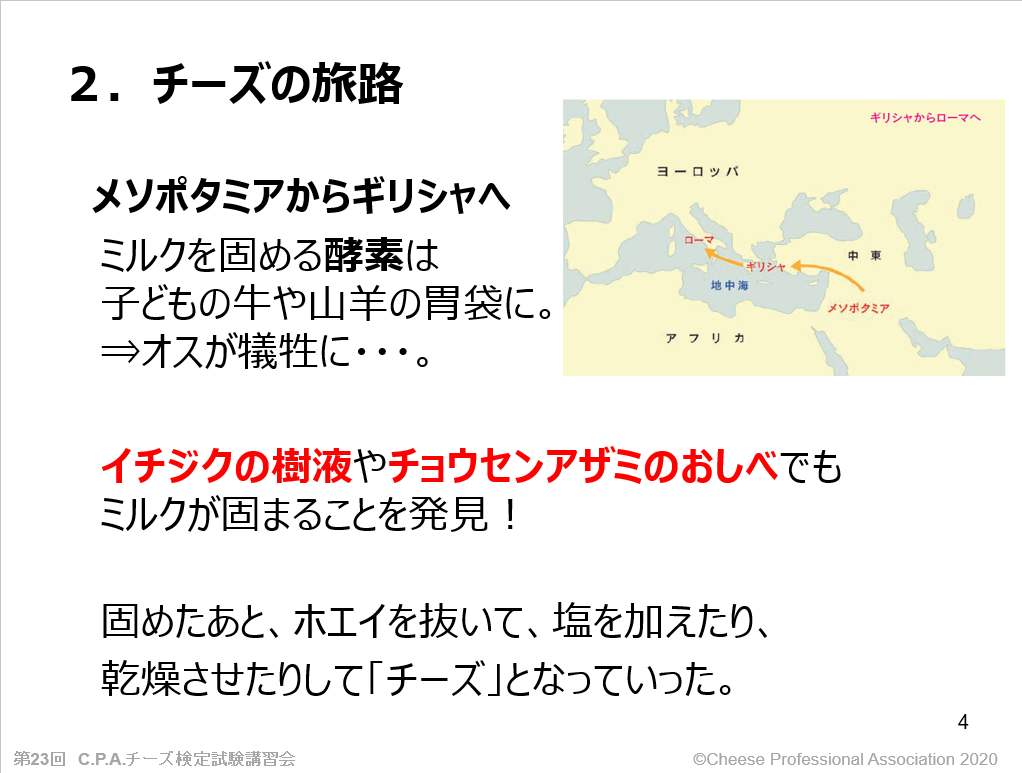 ２．チーズの旅路
メソポタミアからギリシャへ
ミルクを固める酵素は
子どもの牛や山羊の胃袋に。
⇒オスが犠牲に・・・。
ギリシャからローマへ
ヨーロッパ
ローマ
ギリシャ
中東
地中海
メソポタミア
アフリカ
イチジクの樹液やチョウセンアザミのおしべでも
ミルクが固まることを発見！
固めたあと、ホエイを抜いて、塩を加えたり、
乾燥させたりして「チーズ」となっていった。
4
第23回 C.P.A.チーズ検定試験講習会
©Cheese Professional Association 2020